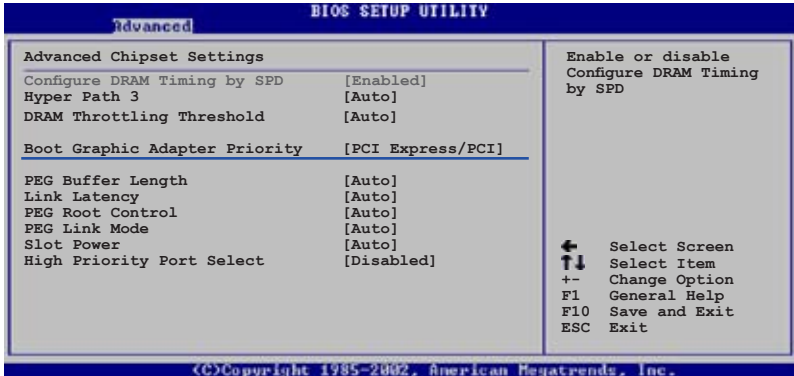 BIOS SETUP UTILITY
Advanced
Advanced Chipset Settings
Configure DRAM Timing by SPD [Enabled]
Hyper Path 3 [Auto]
DRAM Throttling Threshold [Auto]
Boot Graphic Adapter Priority [PCI Express/PCI]
PEG Buffer Length [Auto]
Link Latency [Auto]
PEG Root Control [Auto]
PEG Link Mode [Auto]
Slot Power [Auto]
High Priority Port Select [Disabled]
Enable or disable
Configure DRAM Timing
by SPD
← Select Screen
↑↓ Select Item
+- Change Option
F1 General Help
F10 Save and Exit
ESC Exit
(C)Copyright 1985-2002, American Megatrends, Inc.